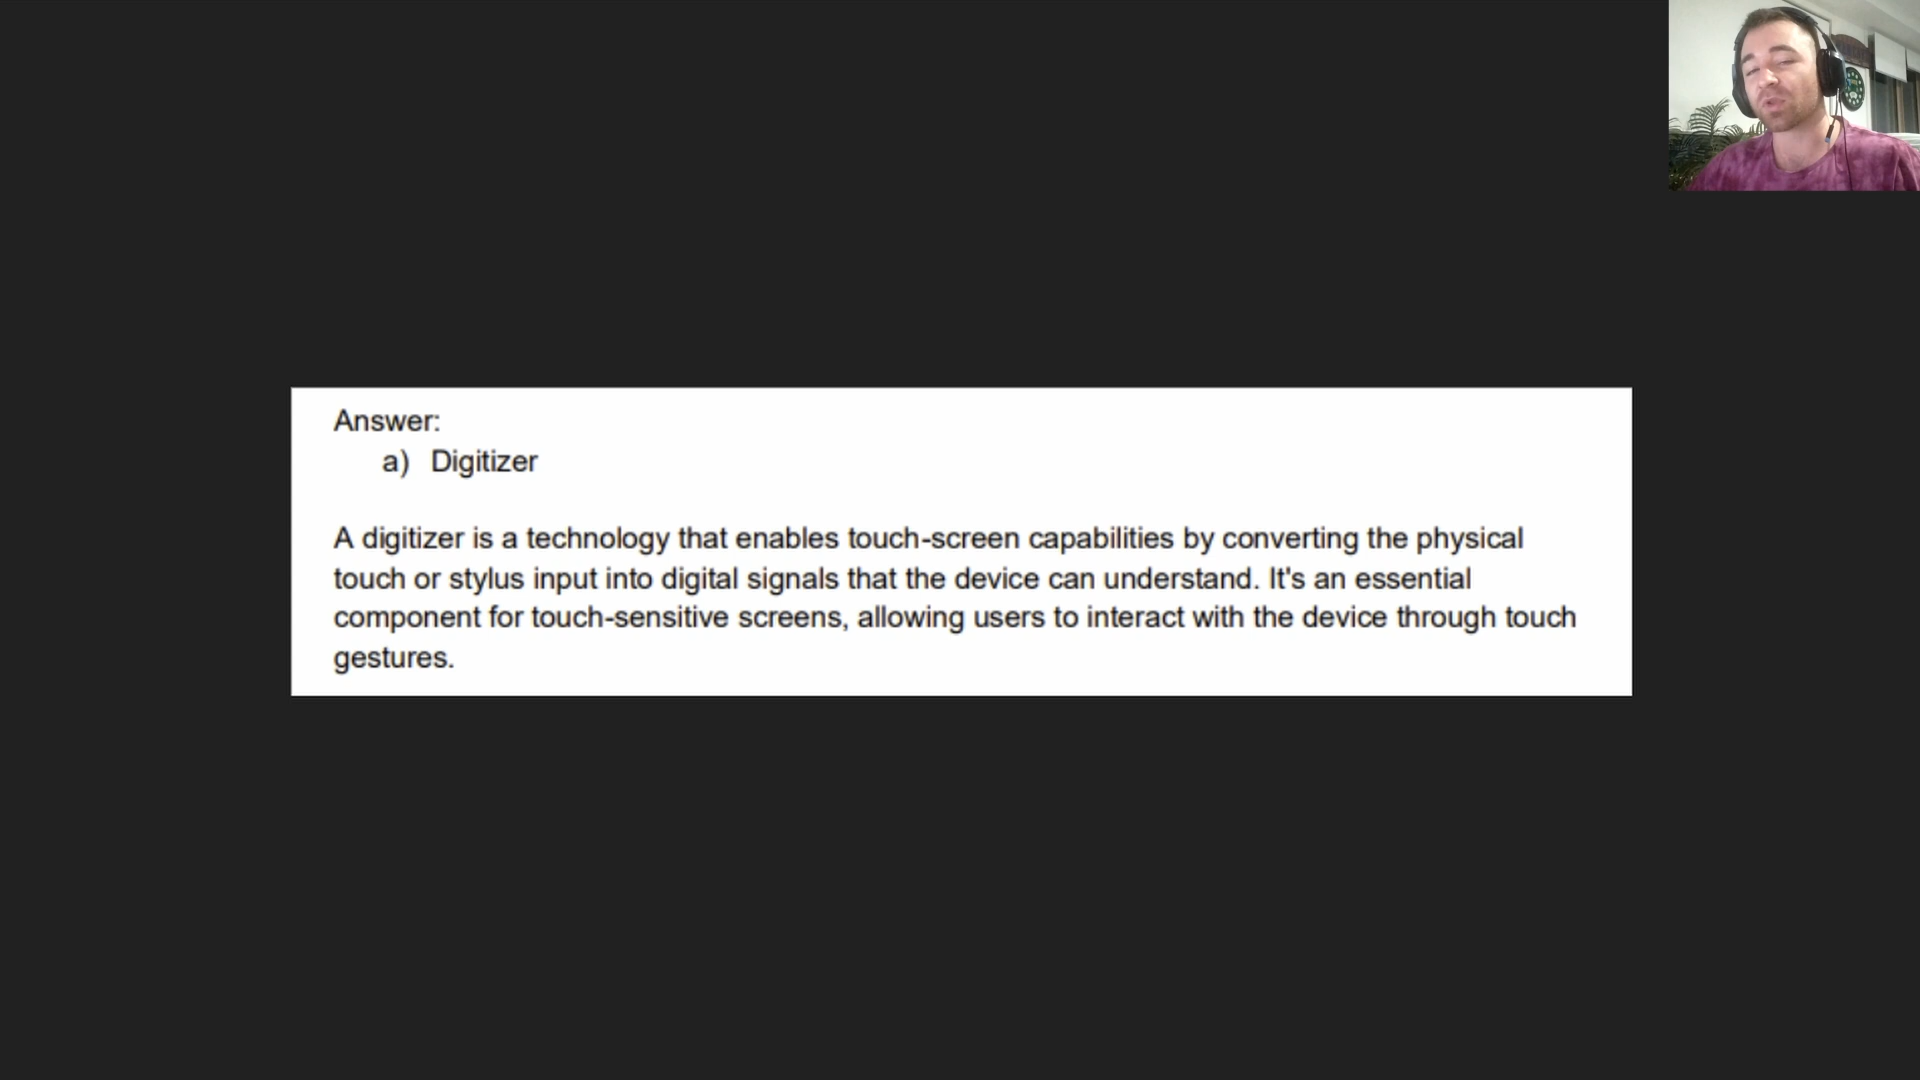 Answer:
a) Digitizer
A digitizer is a technology that enables touch-screen capabilities by converting the physical
touch or stylus input into digital signals that the device can understand. It's an essential
component for touch-sensitive screens, allowing users to interact with the device through touch
gestures.